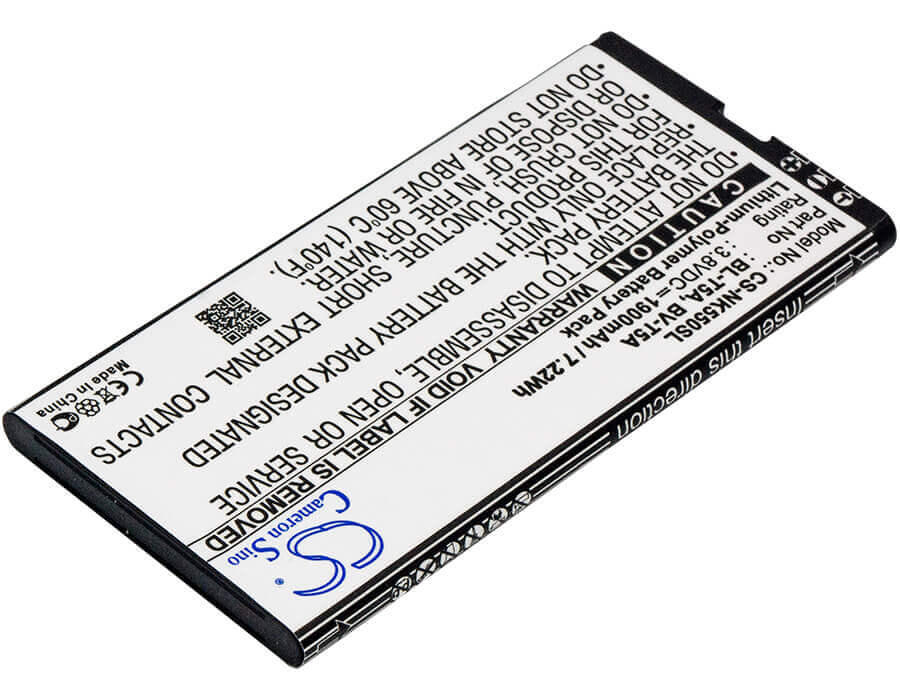 Insert this direction
Model No.: CS-NK550SL
Part No : BL-T5A, BV-T5A
Rating : 3.8VDC⎓1900mAh / 7.22Wh
Lithium-Polymer Battery Pack
CAUTION: WARRANTY VOID IF LABEL IS REMOVED
•DO NOT ATTEMPT TO DISASSEMBLE, OPEN OR SERVICE
THE BATTERY PACK.
•REPLACE ONLY WITH THE BATTERY PACK DESIGNATED
FOR THIS PRODUCT
•DO NOT CRUSH, PUNCTURE, SHORT EXTERNAL CONTACTS
OR DISPOSE OF IN FIRE OR WATER.
•DO NOT STORE ABOVE 60ºC (140ºF).
CS
Cameron Sino
®
CE
Made in China